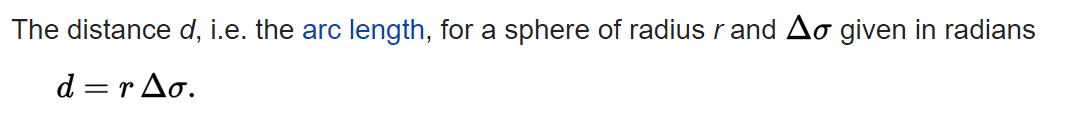 The distance d, i.e. the arc length, for a sphere of radius r and Δσ given in radians
d = r Δσ.